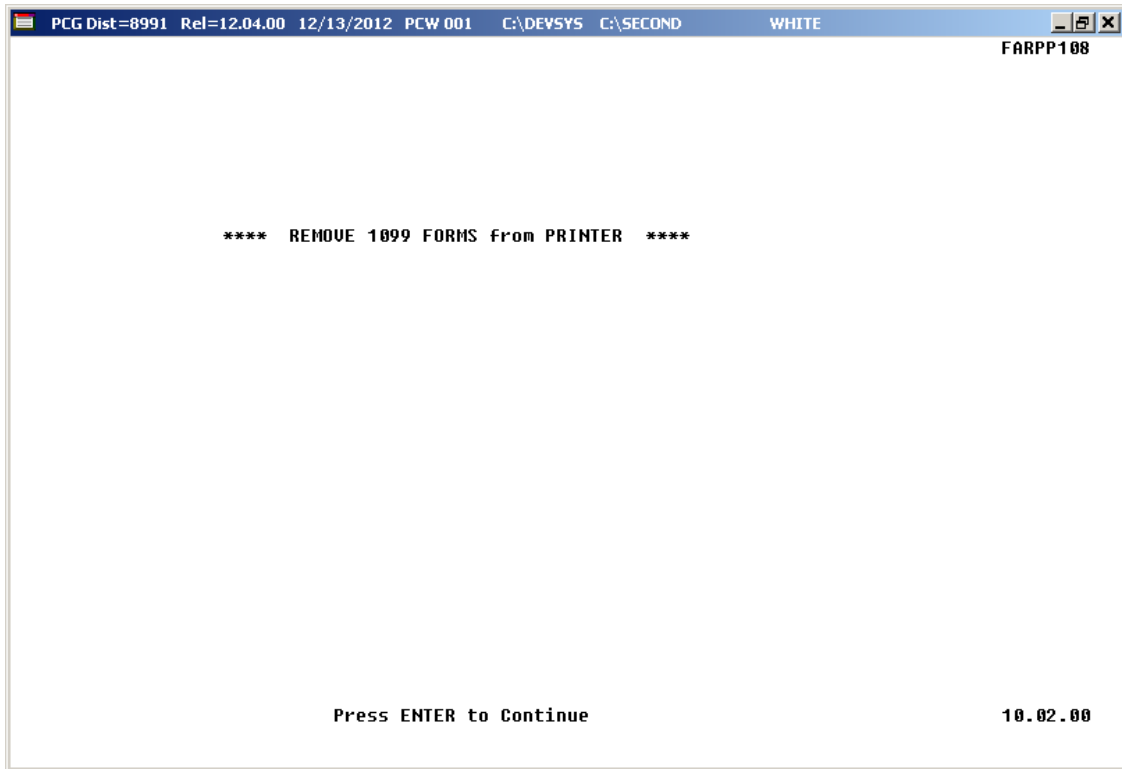 PCG Dist=8991 Rel=12.04.00 12/13/2012 PCW 001 C:\DEVSYS C:\SECOND WHITE
FARPP108
**** REMOVE 1099 FORMS from PRINTER ****
Press ENTER to Continue 10.02.00